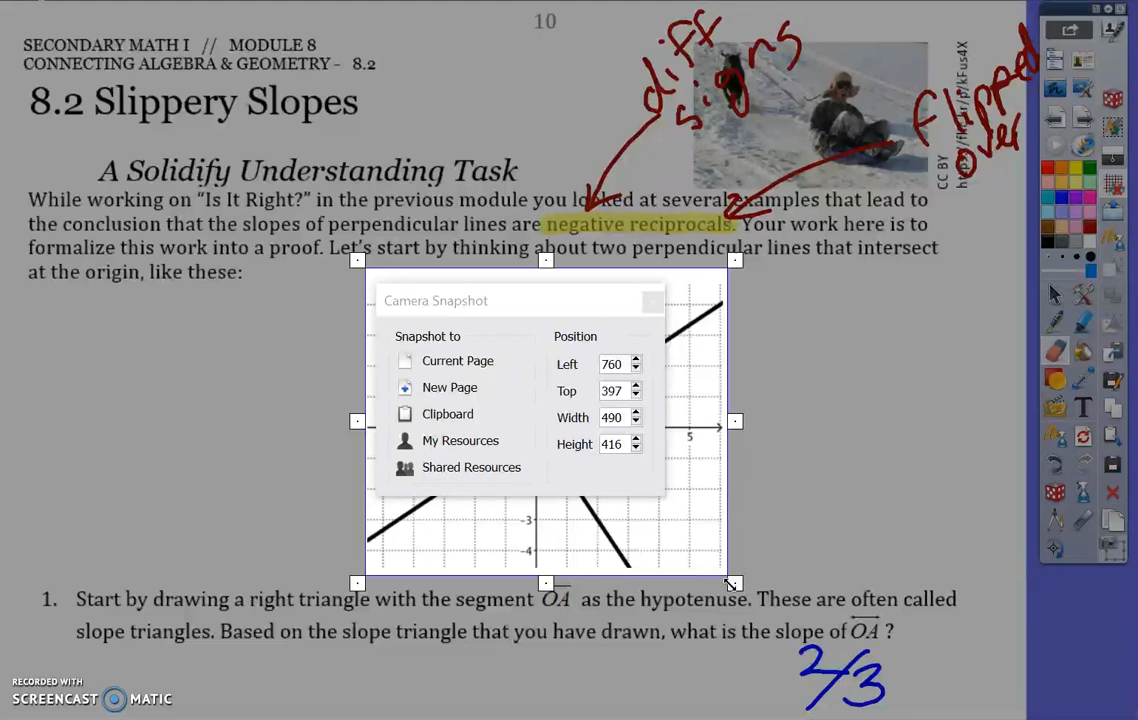 10
SECONDARY MATH I // MODULE 8
CONNECTING ALGEBRA & GEOMETRY - 8.2
8.2 Slippery Slopes
diff
signs
flipped
over
CC BY
A Solidify Understanding Task
While working on “Is It Right?” in the previous module you looked at several examples that lead to
the conclusion that the slopes of perpendicular lines are negative reciprocals. Your work here is to
formalize this work into a proof. Let’s start by thinking about two perpendicular lines that intersect
at the origin, like these:
Camera Snapshot
Snapshot to
Current Page
New Page
Clipboard
My Resources
Shared Resources
Position
Left 760
Top 397
Width 490
Height 416
5
-3
-4
1. Start by drawing a right triangle with the segment OA as the hypotenuse. These are often called
slope triangles. Based on the slope triangle that you have drawn, what is the slope of OA ?
2/3
RECORDED WITH
SCREENCAST MATIC